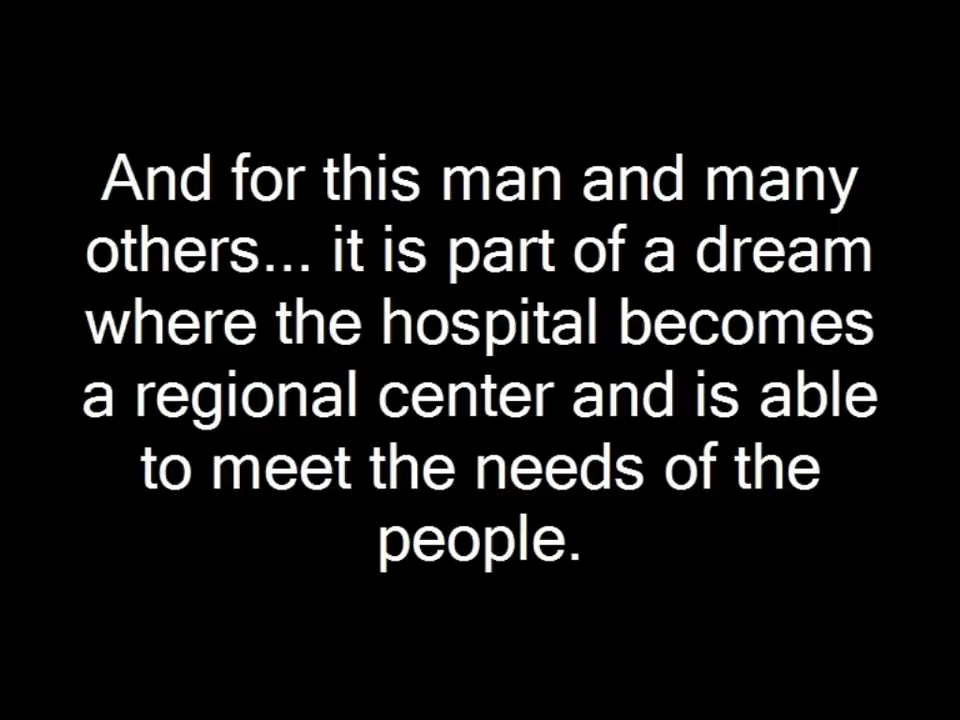 And for this man and many
others... it is part of a dream
where the hospital becomes
a regional center and is able
to meet the needs of the
people.